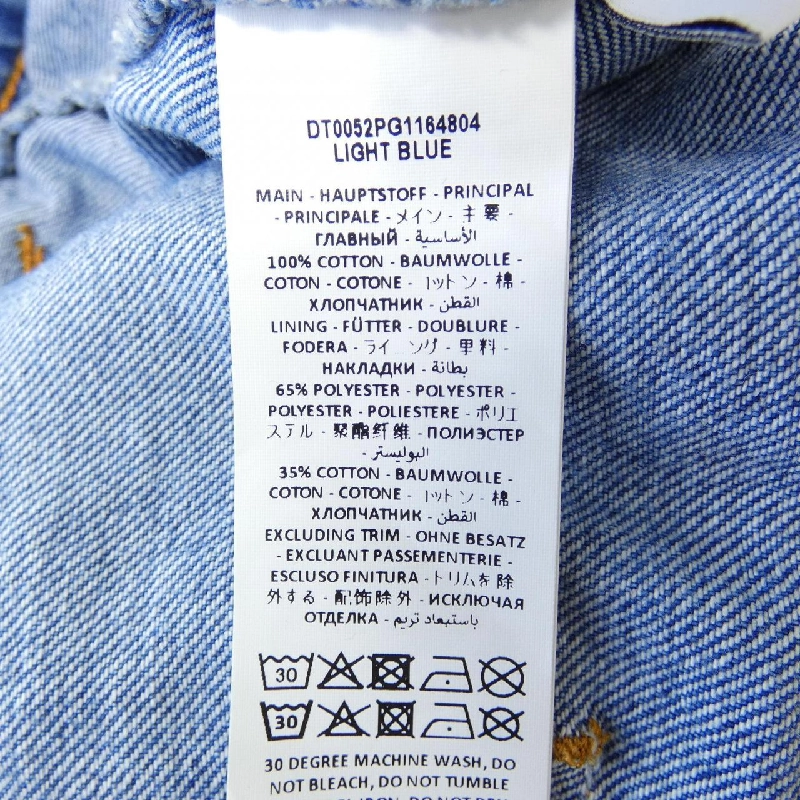 DT0052PG1164804
LIGHT BLUE
MAIN - HAUPTSTOFF - PRINCIPAL
- PRINCIPALE - メイン - 主要 -
ГЛАВНЫЙ - الأساسية
100% COTTON - BAUMWOLLE -
COTON - COTONE - コットン - 棉 -
ХЛОПЧАТНИК - القطن
LINING - FÜTTER - DOUBLURE -
FODERA - ライニング - 里料 -
НАКЛАДКИ - بطانة
65% POLYESTER - POLYESTER -
POLYESTER - POLIESTERE - ポリエ
ステル - 聚酯纤维 - ПОЛИЭСТЕР
- البوليستر
35% COTTON - BAUMWOLLE -
COTON - COTONE - コットン - 棉 -
ХЛОПЧАТНИК - القطن
EXCLUDING TRIM - OHNE BESATZ
- EXCLUANT PASSEMENTERIE -
ESCLUSO FINITURA - トリムを除
外する - 配饰除外 - ИСКЛЮЧАЯ
ОТДЕЛКА - باستبعاد تريم
30
30
30 DEGREE MACHINE WASH, DO
NOT BLEACH, DO NOT TUMBLE